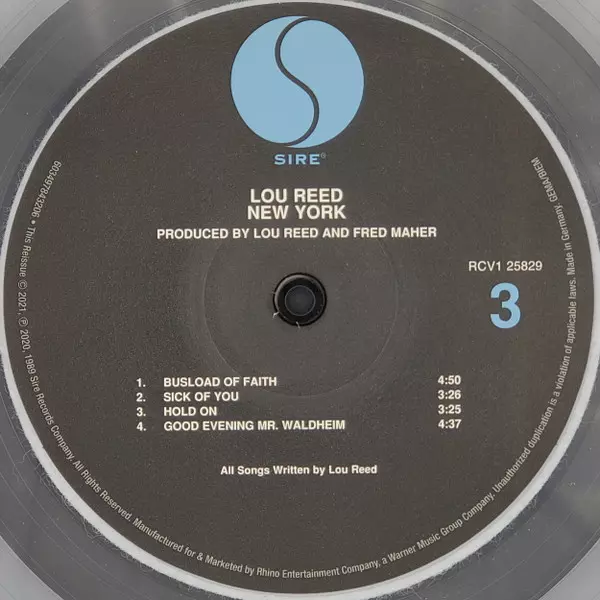 SIRE®
LOU REED
NEW YORK
PRODUCED BY LOU REED AND FRED MAHER
RCV1 25829
3
1. BUSLOAD OF FAITH 4:50
2. SICK OF YOU 3:26
3. HOLD ON 3:25
4. GOOD EVENING MR. WALDHEIM 4:37
All Songs Written by Lou Reed
603497843206 • This Reissue © 2021, ℗ 2020, 1989 Sire Records Company. All Rights Reserved. Manufactured for & Marketed by Rhino Entertainment Company, a Warner Music Group Company. Unauthorized duplication is a violation of applicable laws. Made in Germany. GEMA/BIEM